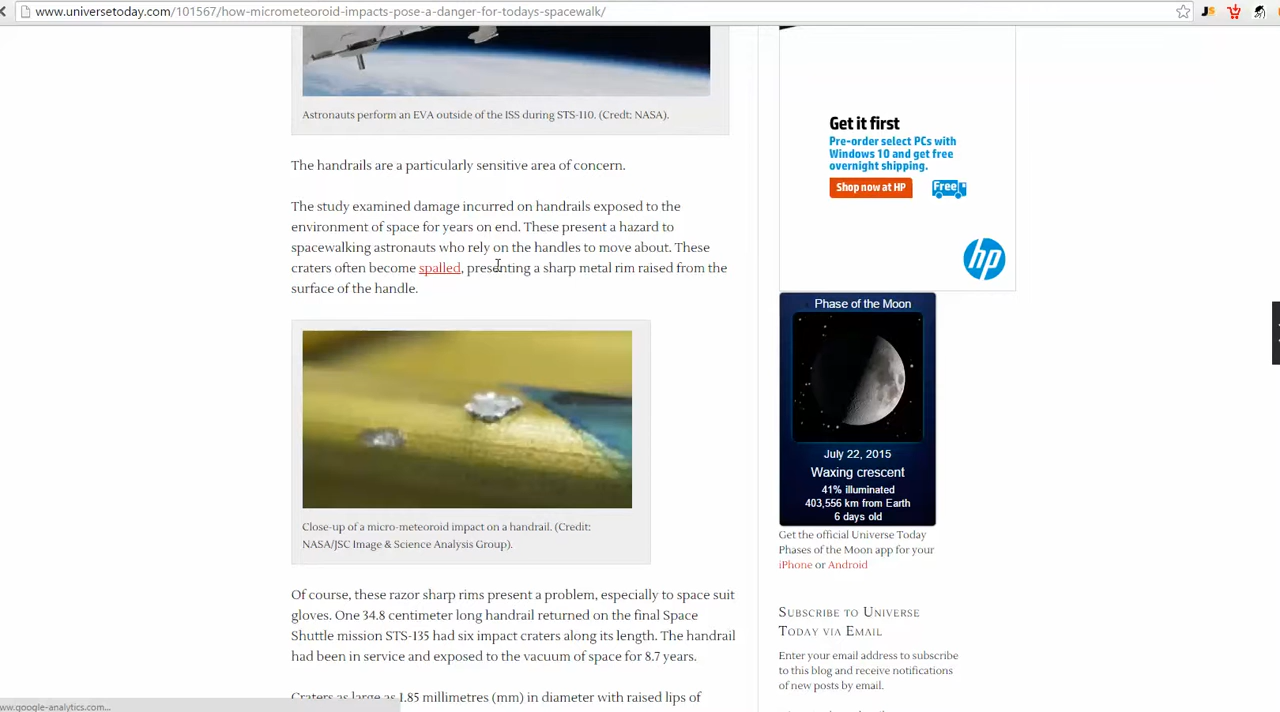 www.universetoday.com/101567/how-micrometeoroid-impacts-pose-a-danger-for-todays-spacewalk/
JS
Astronauts perform an EVA outside of the ISS during STS-110. (Credt: NASA).
The handrails are a particularly sensitive area of concern.
The study examined damage incurred on handrails exposed to the
environment of space for years on end. These present a hazard to
spacewalking astronauts who rely on the handles to move about. These
craters often become spalled, presenting a sharp metal rim raised from the
surface of the handle.
Close-up of a micro-meteoroid impact on a handrail. (Credit:
NASA/JSC Image & Science Analysis Group).
Of course, these razor sharp rims present a problem, especially to space suit
gloves. One 34.8 centimeter long handrail returned on the final Space
Shuttle mission STS-135 had six impact craters along its length. The handrail
had been in service and exposed to the vacuum of space for 8.7 years.
Craters as large as 1.85 millimetres (mm) in diameter with raised lips of
Get it first
Pre-order select PCs with
Windows 10 and get free
overnight shipping.
Shop now at HP
Free
hp
Phase of the Moon
July 22, 2015
Waxing crescent
41% illuminated
403,556 km from Earth
6 days old
Get the official Universe Today
Phases of the Moon app for your
iPhone or Android
Subscribe to Universe
Today via Email
Enter your email address to subscribe
to this blog and receive notifications
of new posts by email.
ww.google-analytics.com...